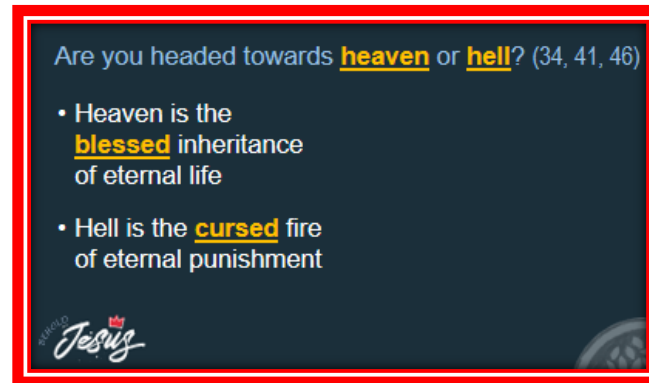 Are you headed towards heaven or hell? (34, 41, 46)
• Heaven is the
blessed inheritance
of eternal life
• Hell is the cursed fire
of eternal punishment
BEHOLD
Jesus